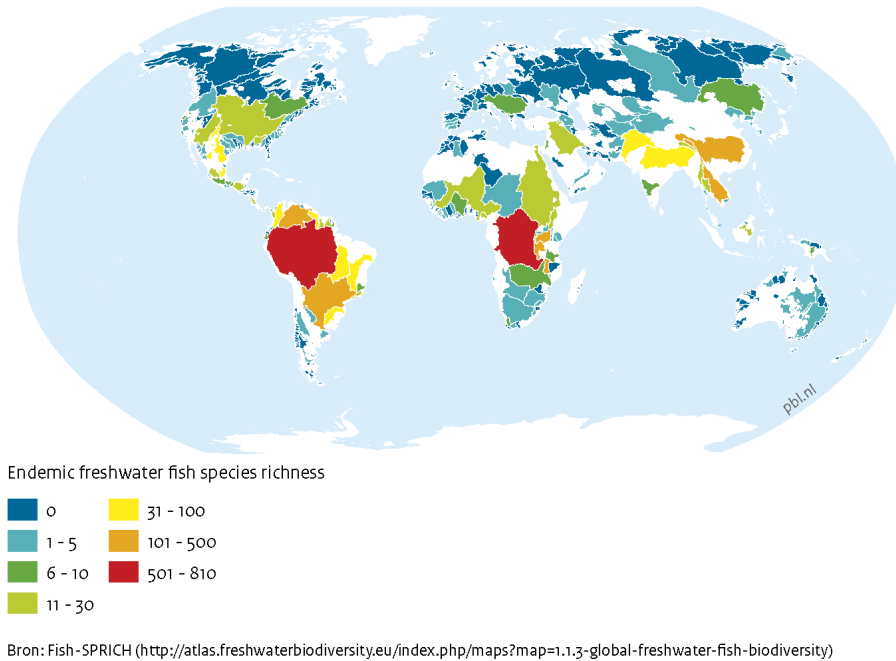 pbl.nl
Endemic freshwater fish species richness
0
1 - 5
6 - 10
11 - 30
31 - 100
101 - 500
501 - 810
Bron: Fish-SPRICH (http://atlas.freshwaterbiodiversity.eu/index.php/maps?map=1.1.3-global-freshwater-fish-biodiversity)